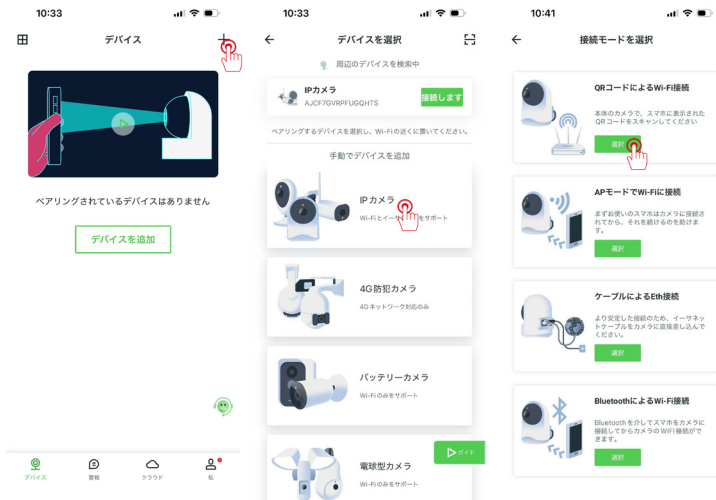 10:33
デバイス
ペアリングされているデバイスはありません
デバイスを追加
デバイス
警報
クラウド
私
10:33
デバイスを選択
周辺のデバイスを検索中
IPカメラ
AJCF7GVRPFUGQHTS
接続します
ペアリングするデバイスを選択し、Wi-Fiの近くに置いてください。
手動でデバイスを追加
IPカメラ
Wi-Fiとイーサ をサポート
4G防犯カメラ
4Gネットワーク対応のみ
バッテリーカメラ
Wi-Fiのみをサポート
ガイド
電球型カメラ
Wi-Fiのみをサポート
10:41
接続モードを選択
QRコードによるWi-Fi接続
本体のカメラで、スマホに表示された
QRコードをスキャンしてください
選択
APモードでWi-Fiに接続
まずお使いのスマホはカメラに接続さ
れてから、それを続けるのを助けま
す。
選択
ケーブルによるEth接続
より安定した接続のため、イーサネッ
トケーブルをカメラに直接差し込んで
ください。
選択
BluetoothによるWi-Fi接続
Bluetoothを介してスマホをカメラに
接続してからカメラのWIFI接続がで
きます。
選択